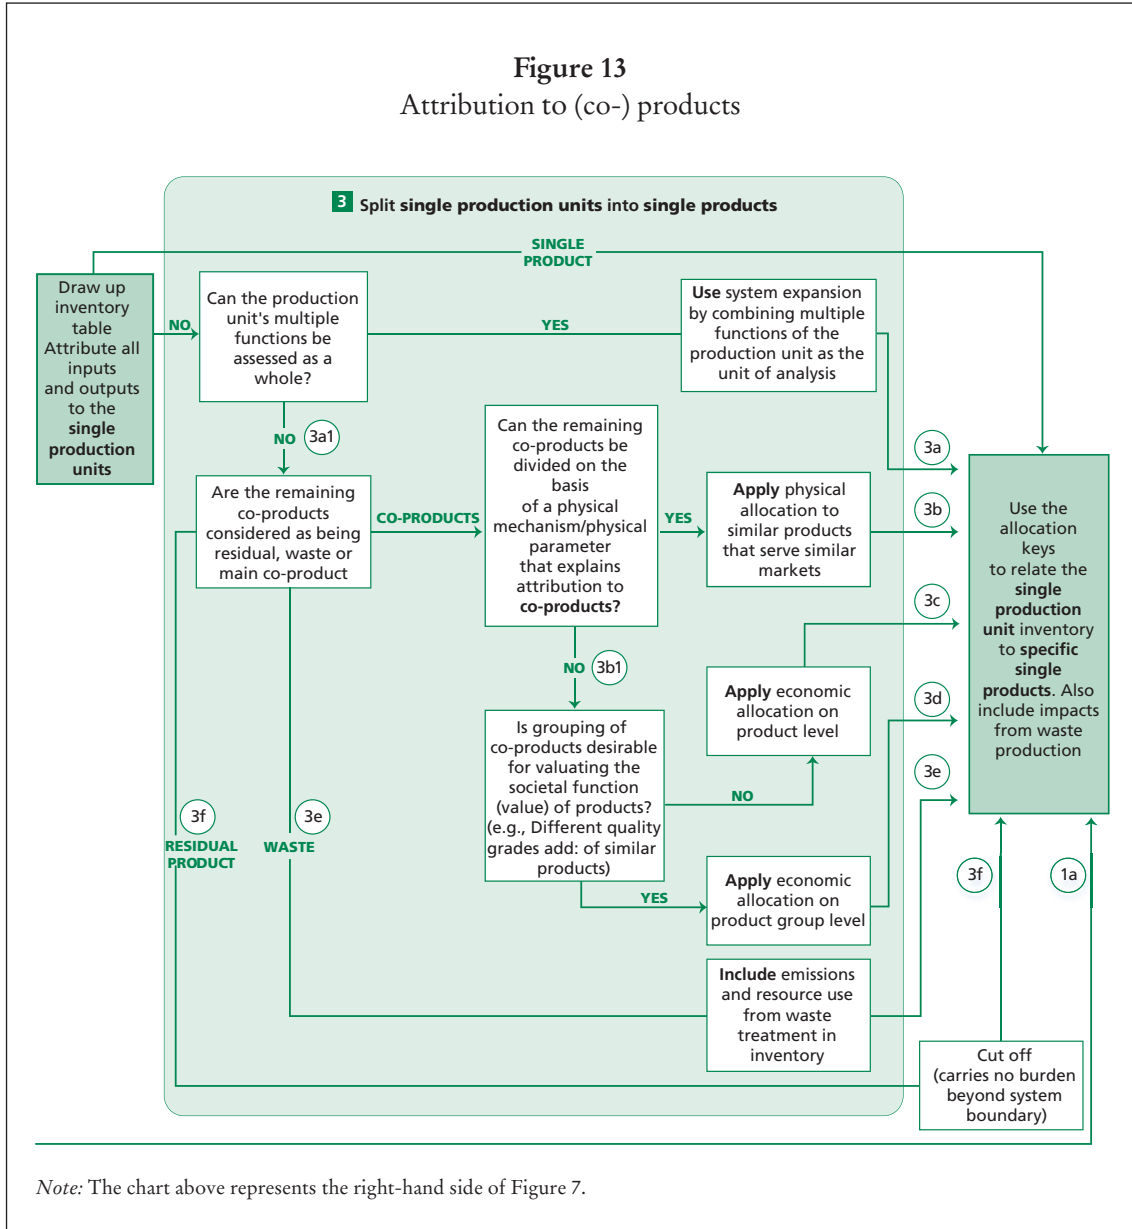 Figure 13
Attribution to (co-) products
3 Split single production units into single products
SINGLE
PRODUCT
Draw up
inventory
table
Attribute all
inputs
and outputs
to the
single
production
units
NO
Can the production
unit's multiple
functions be
assessed as a
whole?
YES
Use system expansion
by combining multiple
functions of the
production unit as the
unit of analysis
NO
3a1
Are the remaining
co-products
considered as being
residual, waste or
main co-product
CO-PRODUCTS
Can the remaining
co-products be
divided on the
basis
of a physical
mechanism/physical
parameter
that explains
attribution to
co-products?
YES
Apply physical
allocation to
similar products
that serve similar
markets
3a
3b
3c
3d
3e
Use the
allocation
keys
to relate the
single
production
unit inventory
to specific
single
products. Also
include impacts
from waste
production
NO
3b1
Is grouping of
co-products desirable
for valuating the
societal function
(value) of products?
(e.g., Different quality
grades add: of similar
products)
NO
Apply economic
allocation on
product level
YES
Apply economic
allocation on
product group level
3f
RESIDUAL
PRODUCT
3e
WASTE
Include emissions
and resource use
from waste
treatment in
inventory
3f
1a
Cut off
(carries no burden
beyond system
boundary)
Note: The chart above represents the right-hand side of Figure 7.